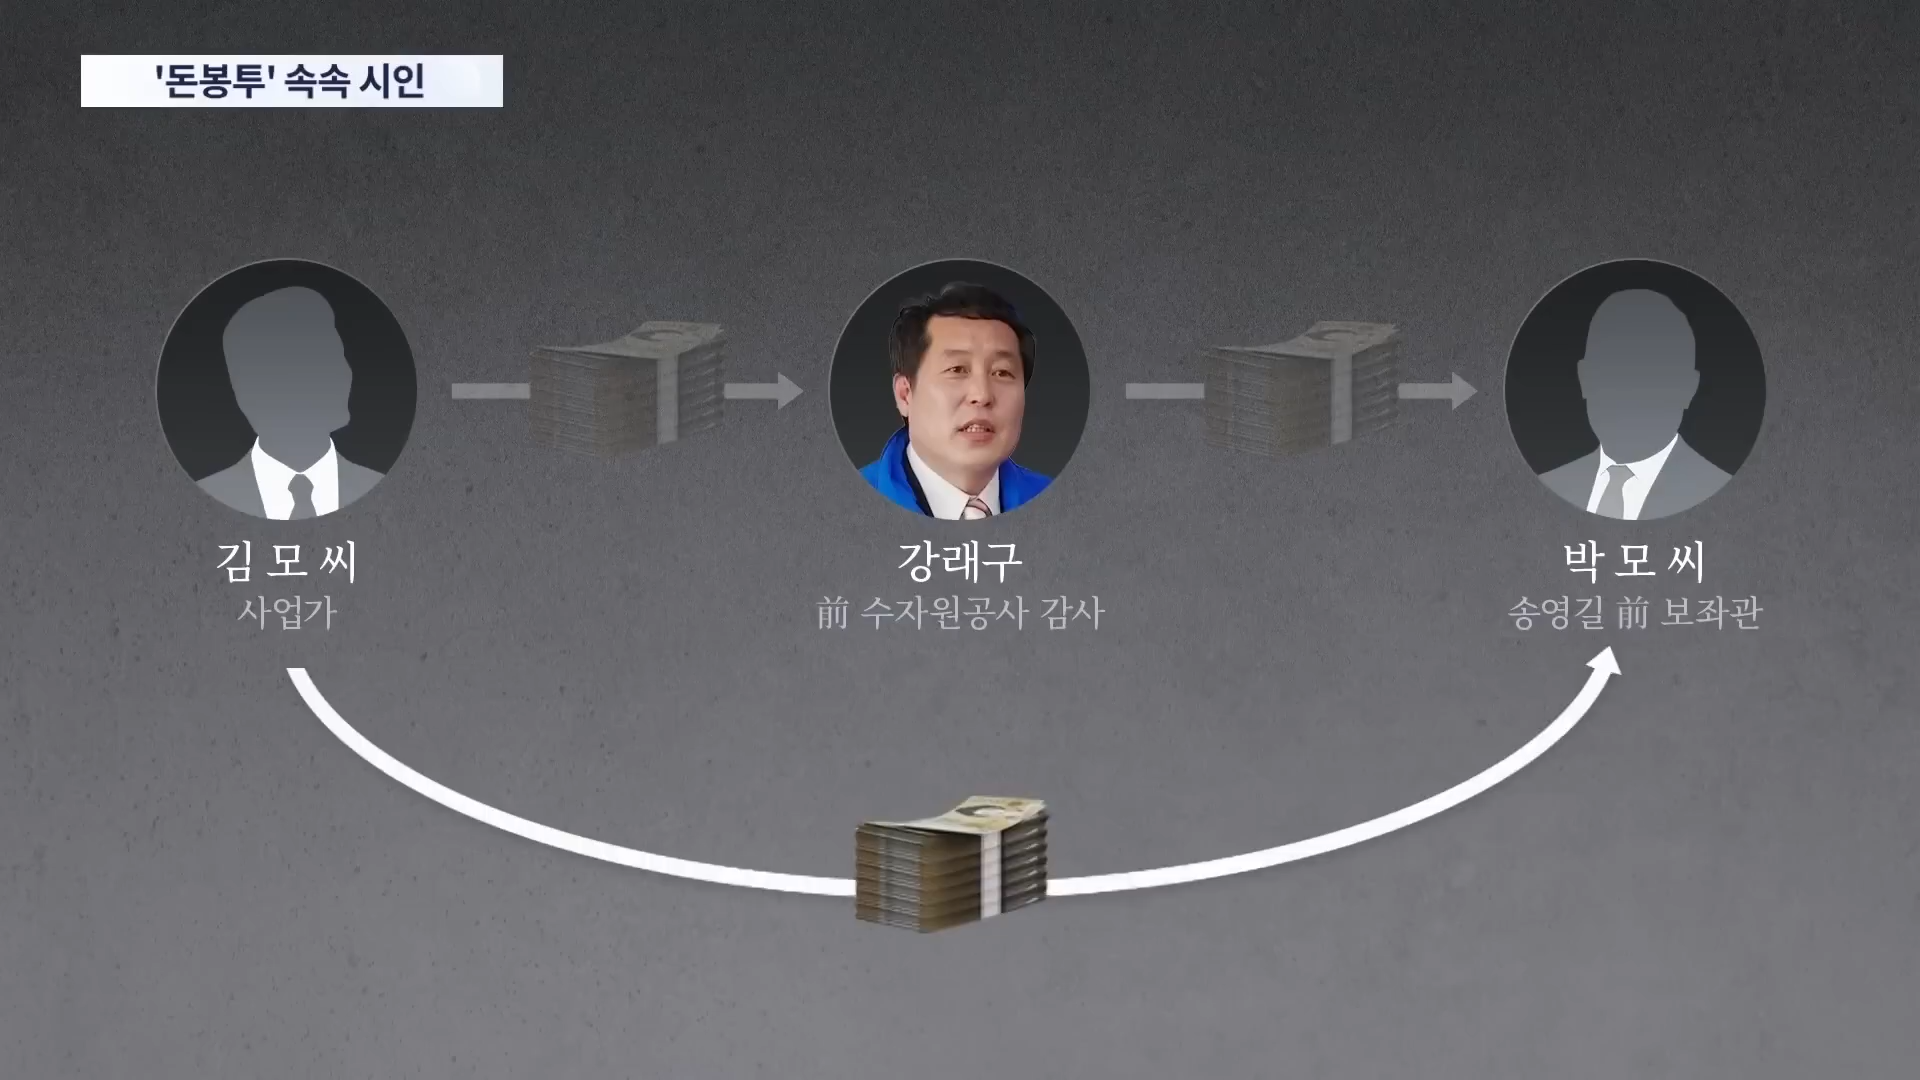 '돈봉투' 속속 시인
김 모 씨
사업가
강래구
前 수자원공사 감사
박 모 씨
송영길 前 보좌관